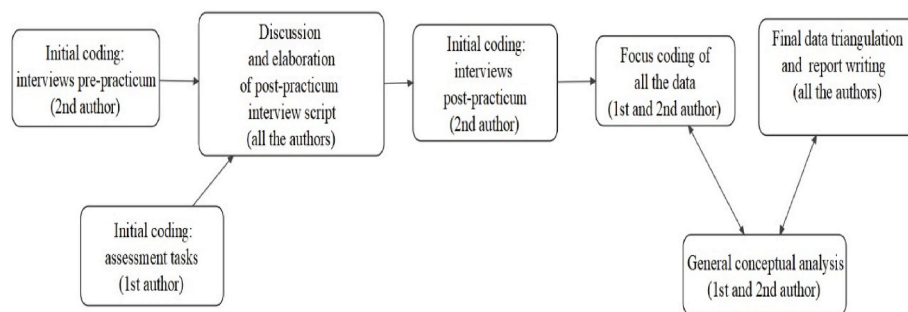 Initial coding:
interviews pre-practicum
(2nd author)
Discussion
and elaboration
of post-practicum
interview script
(all the authors)
Initial coding:
interviews
post-practicum
(2nd author)
Focus coding of
all the data
(1st and 2nd author)
Final data triangulation
and report writing
(all the authors)
Initial coding:
assessment tasks
(1st author)
General conceptual analysis
(1st and 2nd author)